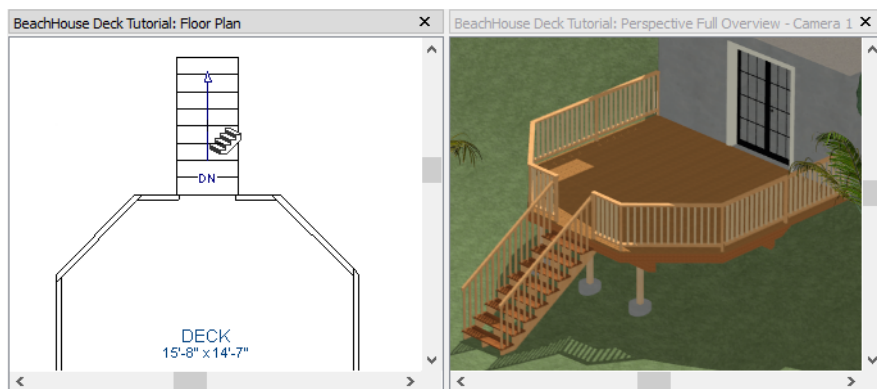 BeachHouse Deck Tutorial: Floor Plan
BeachHouse Deck Tutorial: Perspective Full Overview - Camera 1
DN
DECK
15'-8" x 14'-7"